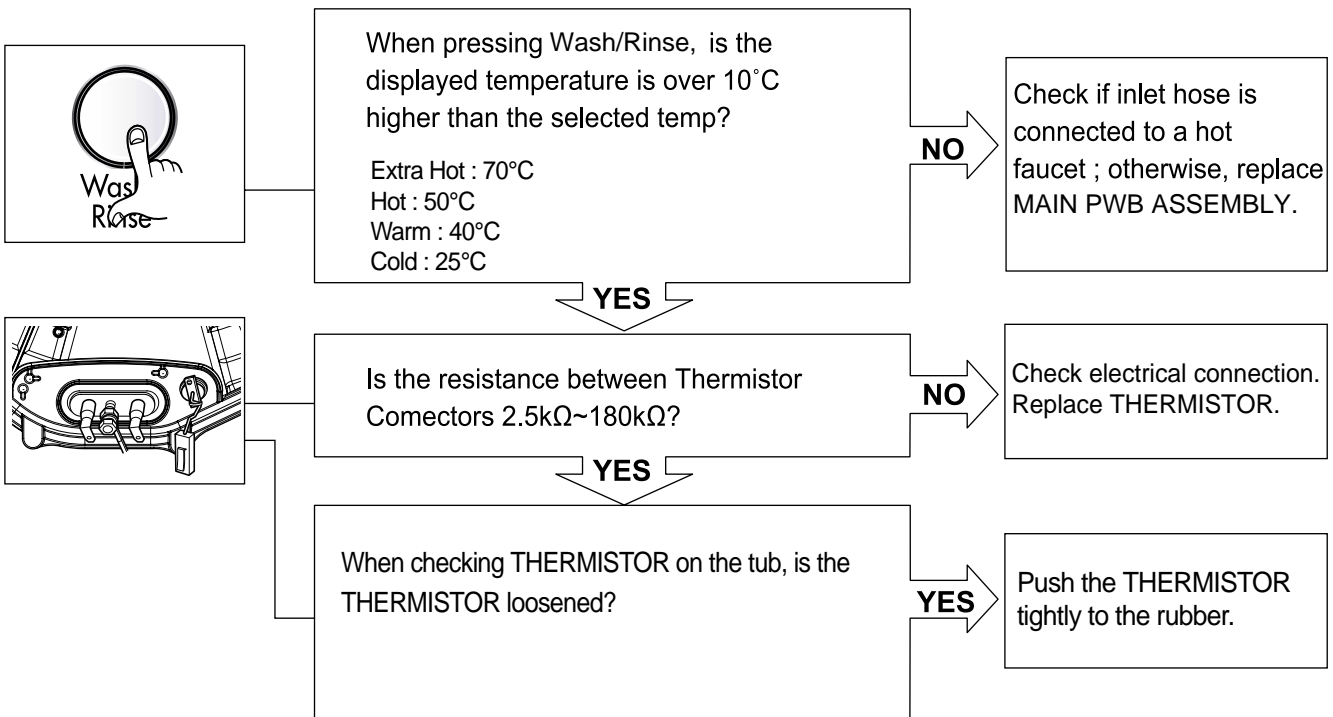 When pressing Wash/Rinse, is the
displayed temperature is over 10˚C
higher than the selected temp?
Extra Hot : 70°C
Hot : 50°C
Warm : 40°C
Cold : 25°C
NO
Check if inlet hose is
connected to a hot
faucet ; otherwise, replace
MAIN PWB ASSEMBLY.
Was
Rinse
YES
Is the resistance between Thermistor
Comectors 2.5kΩ~180kΩ?
NO
Check electrical connection.
Replace THERMISTOR.
YES
When checking THERMISTOR on the tub, is the
THERMISTOR loosened?
YES
Push the THERMISTOR
tightly to the rubber.